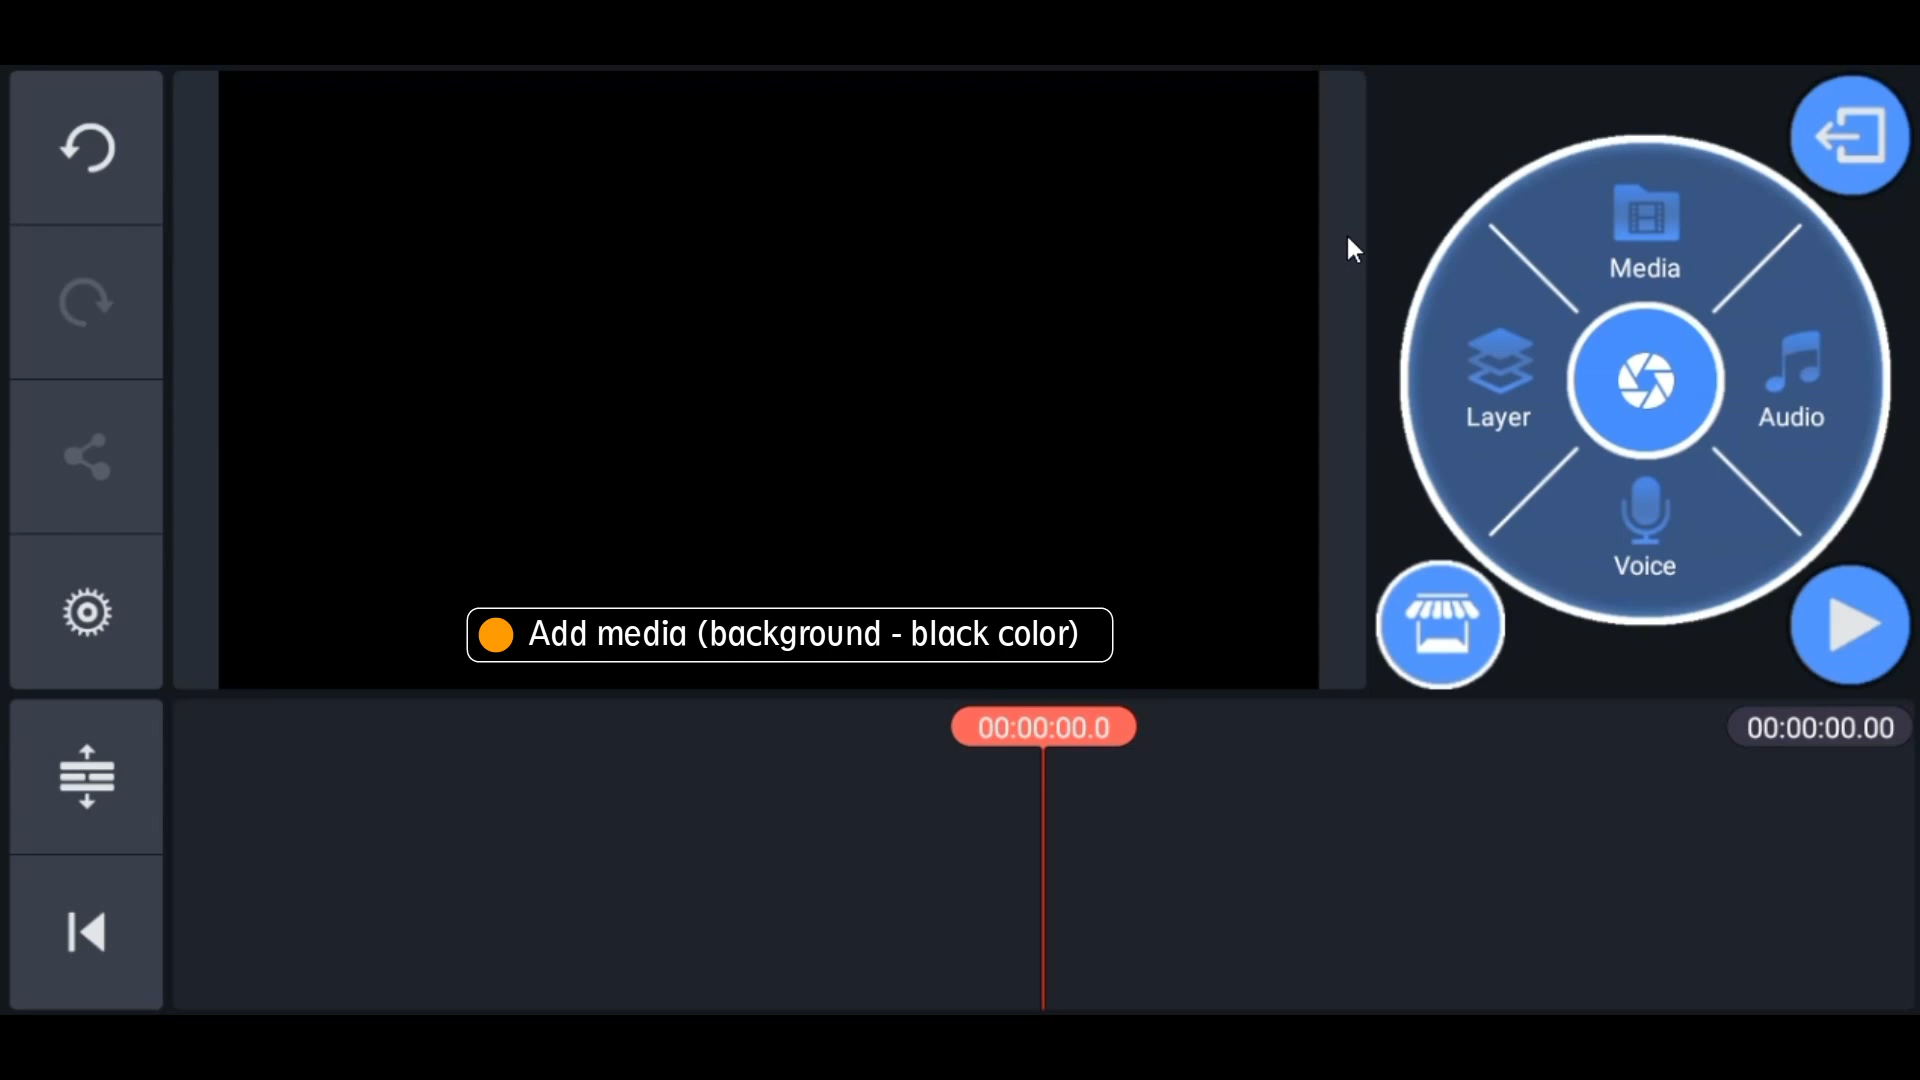 Media
Layer
Audio
Voice
Add media (background - black color)
00:00:00.0
00:00:00.00